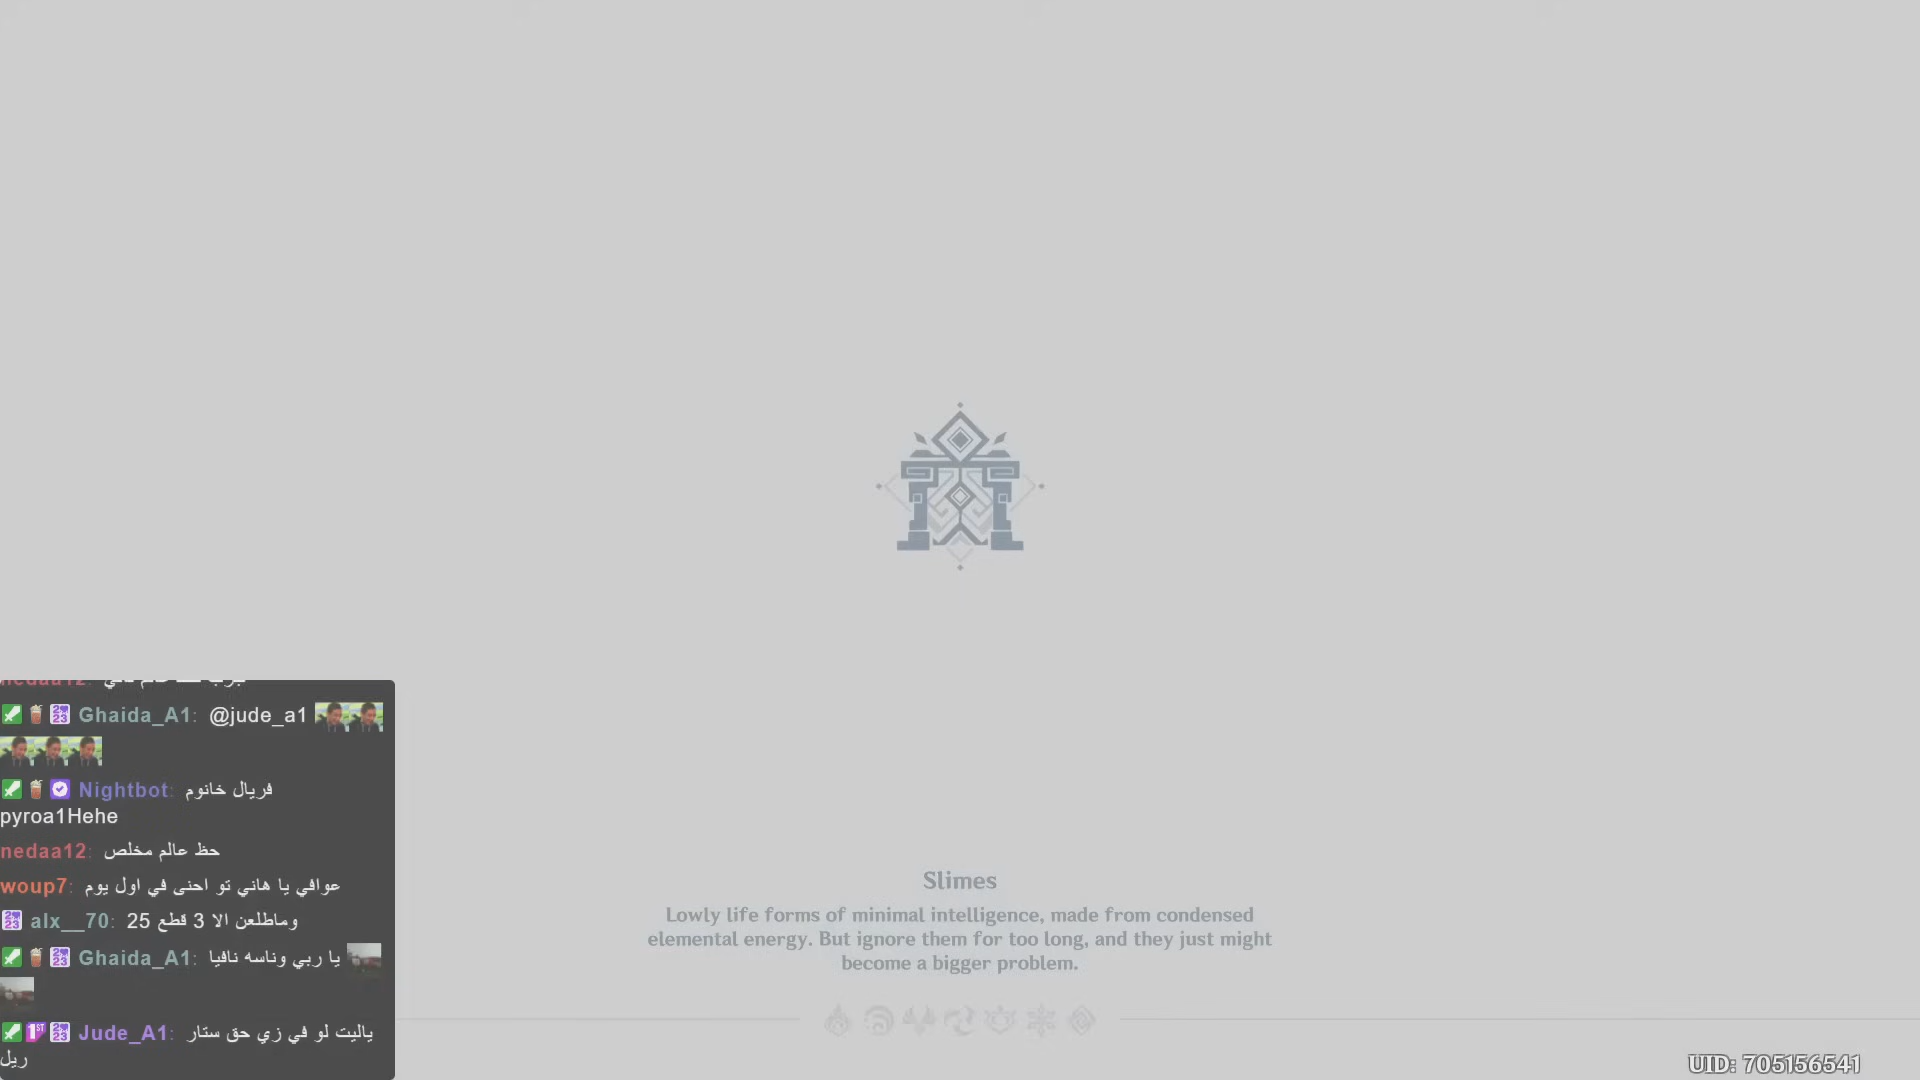 Ghaida_A1: @jude_a1
Nightbot: فريال خانوم
pyroa1Hehe
nedaa12: حظ عالم مخلص
woup7: عوافي يا هاني تو احنى في اول يوم
alx__70: وماطلعن الا 3 قطع 25
Ghaida_A1: يا ربي وناسه نافيا
Jude_A1: ياليت لو في زي حق ستار
ريل
Slimes
Lowly life forms of minimal intelligence, made from condensed
elemental energy. But ignore them for too long, and they just might
become a bigger problem.
UID: 705156541